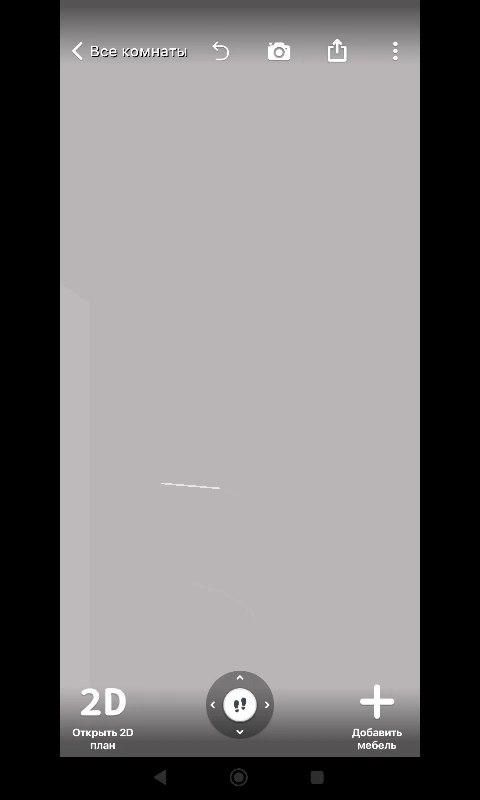 Все комнаты
2D
Открыть 2D
план
Добавить
мебель